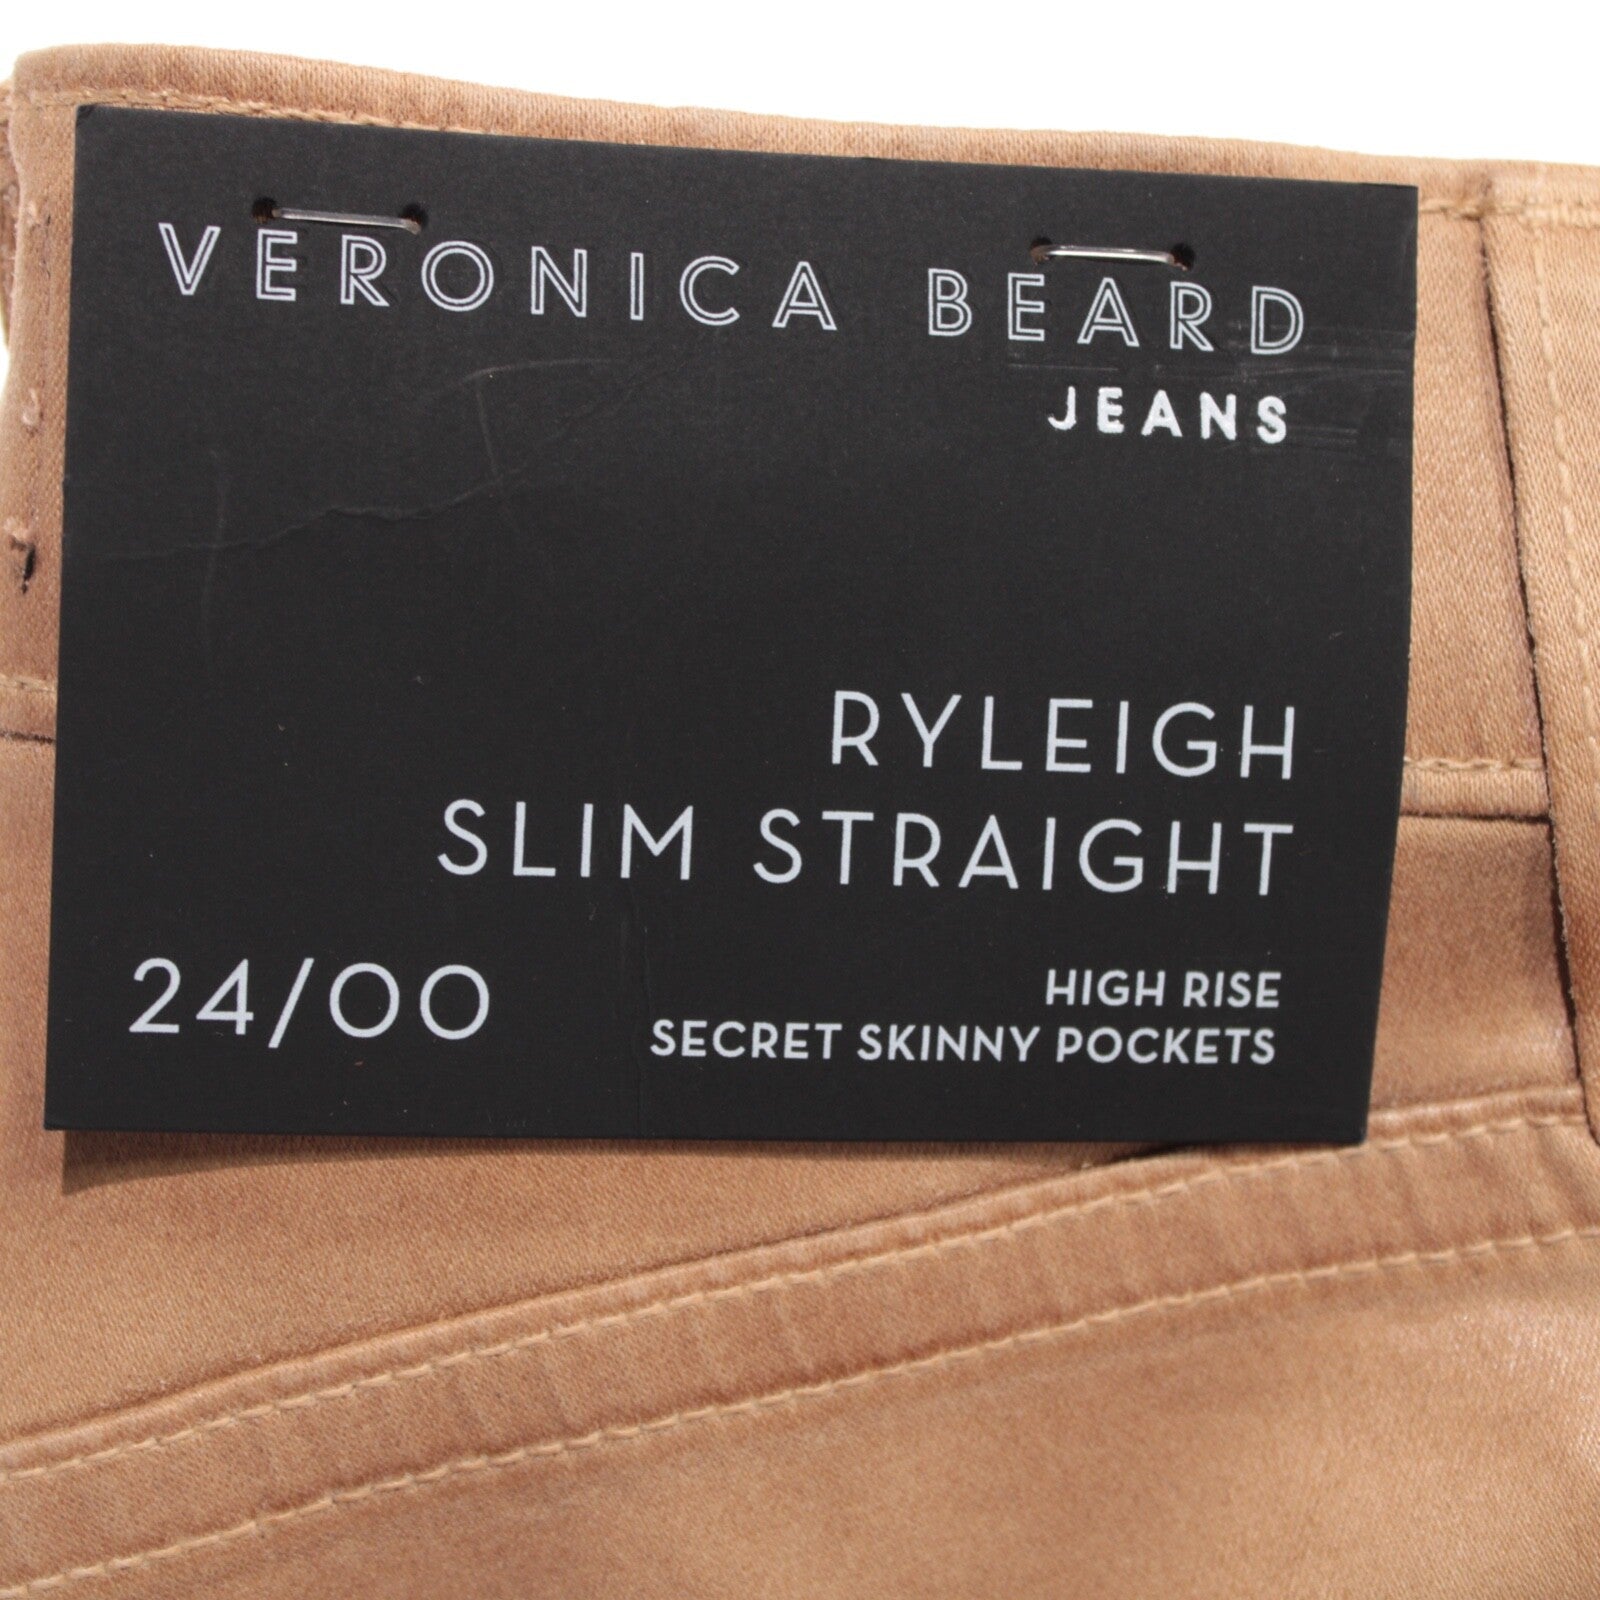 VERONICA BEARD
JEANS
RYLEIGH
SLIM STRAIGHT
24/00
HIGH RISE
SECRET SKINNY POCKETS